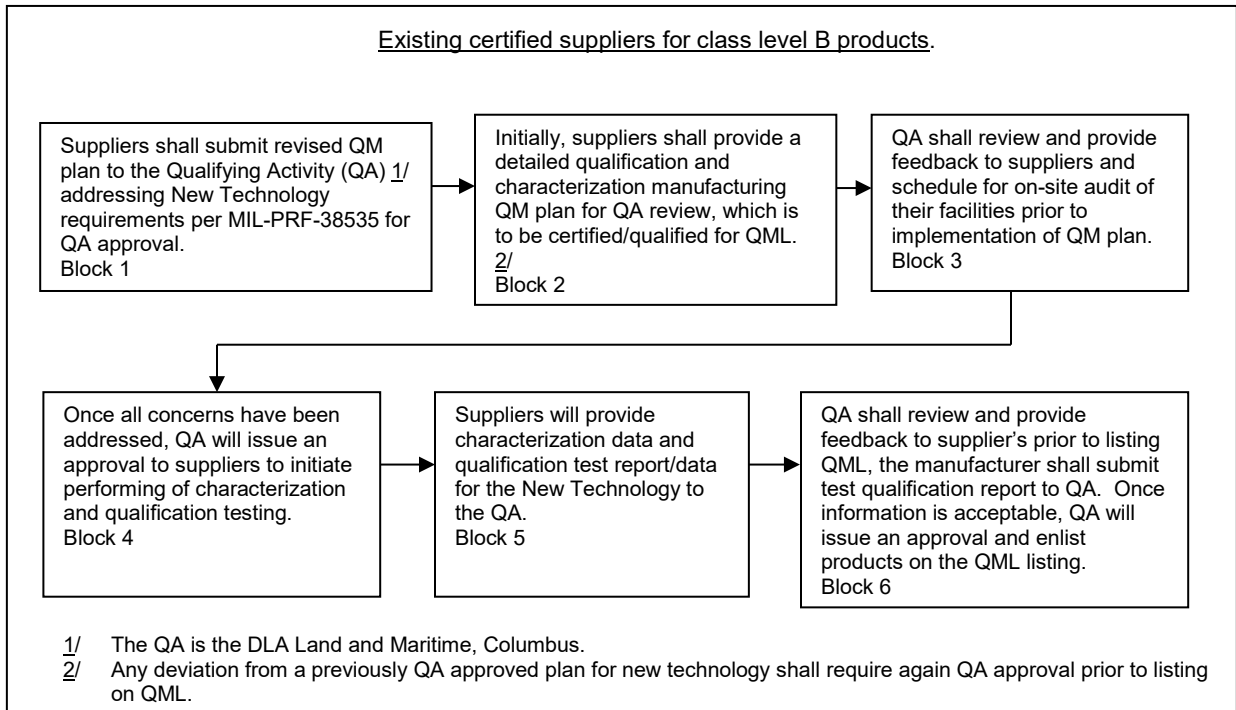 Existing certified suppliers for class level B products.
Suppliers shall submit revised QM
plan to the Qualifying Activity (QA) 1/
addressing New Technology
requirements per MIL-PRF-38535 for
QA approval.
Block 1
Initially, suppliers shall provide a
detailed qualification and
characterization manufacturing
QM plan for QA review, which is
to be certified/qualified for QML.
2/
Block 2
QA shall review and provide
feedback to suppliers and
schedule for on-site audit of
their facilities prior to
implementation of QM plan.
Block 3
Once all concerns have been
addressed, QA will issue an
approval to suppliers to initiate
performing of characterization
and qualification testing.
Block 4
Suppliers will provide
characterization data and
qualification test report/data
for the New Technology to
the QA.
Block 5
QA shall review and provide
feedback to supplier’s prior to listing
QML, the manufacturer shall submit
test qualification report to QA.  Once
information is acceptable, QA will
issue an approval and enlist
products on the QML listing.
Block 6
1/ The QA is the DLA Land and Maritime, Columbus.
2/ Any deviation from a previously QA approved plan for new technology shall require again QA approval prior to listing
on QML.